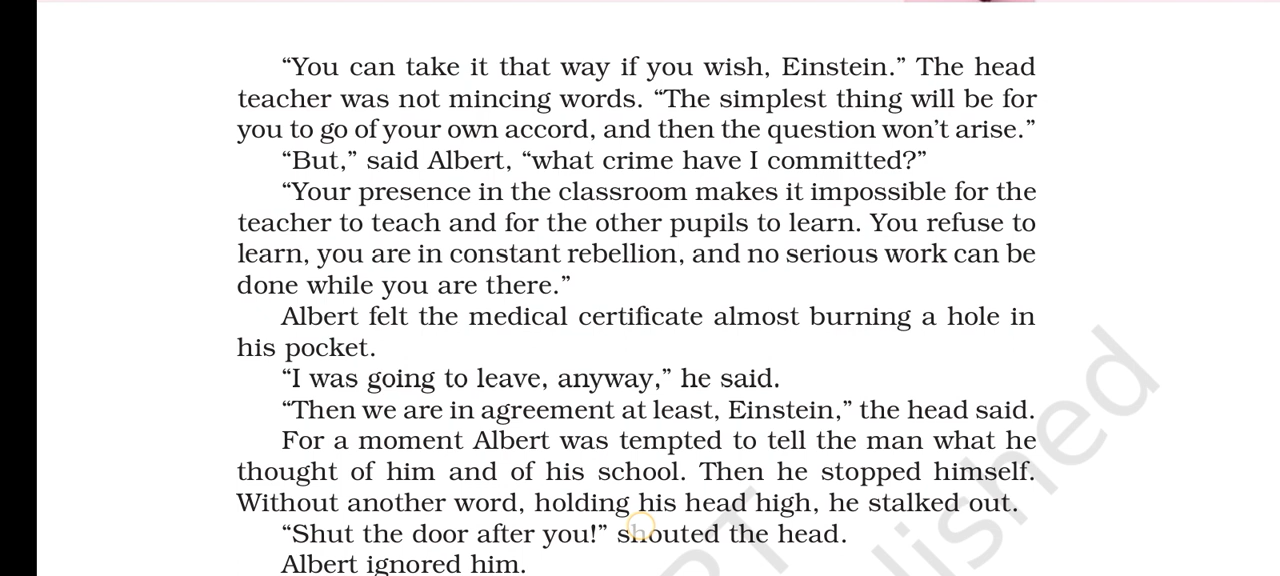 “You can take it that way if you wish, Einstein.” The head
teacher was not mincing words. “The simplest thing will be for
you to go of your own accord, and then the question won’t arise.”
“But,” said Albert, “what crime have I committed?”
“Your presence in the classroom makes it impossible for the
teacher to teach and for the other pupils to learn. You refuse to
learn, you are in constant rebellion, and no serious work can be
done while you are there.”
Albert felt the medical certificate almost burning a hole in
his pocket.
“I was going to leave, anyway,” he said.
“Then we are in agreement at least, Einstein,” the head said.
For a moment Albert was tempted to tell the man what he
thought of him and of his school. Then he stopped himself.
Without another word, holding his head high, he stalked out.
“Shut the door after you!” shouted the head.
Albert ignored him.